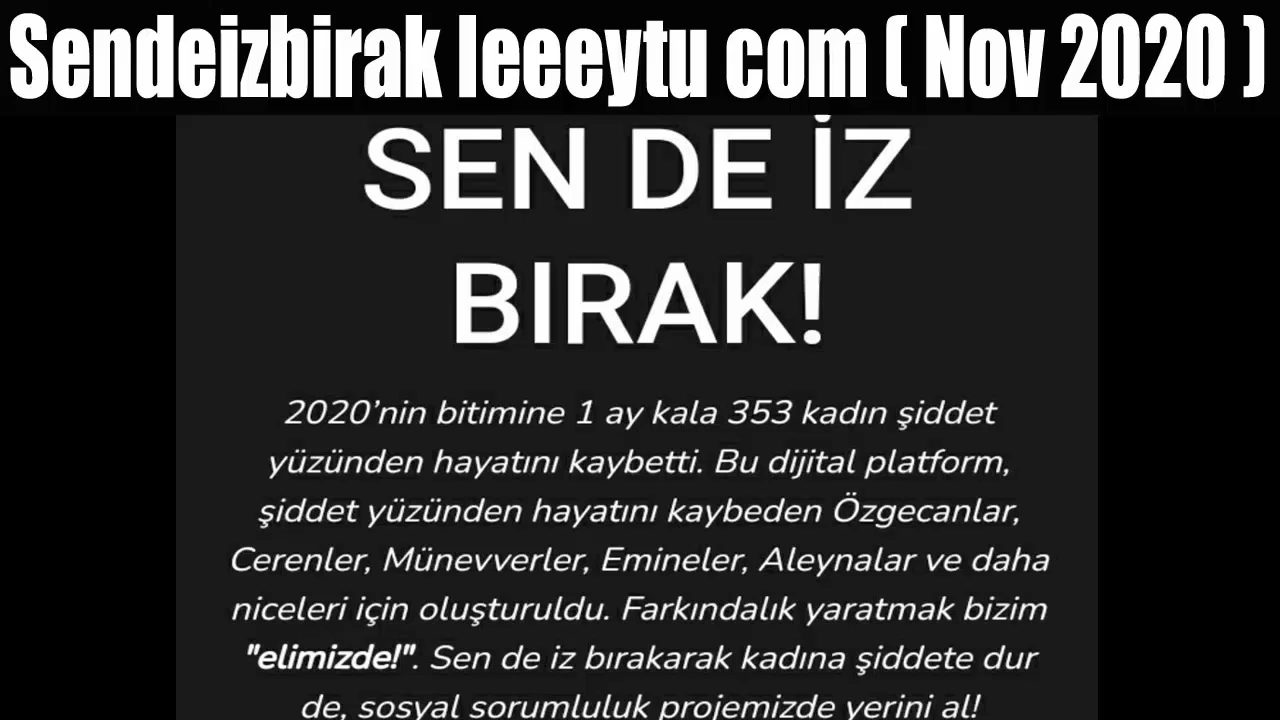 Sendeizbirak leeeytu com ( Nov 2020 )
SEN DE İZ
BIRAK!
2020'nin bitimine 1 ay kala 353 kadın şiddet
yüzünden hayatını kaybetti. Bu dijital platform,
şiddet yüzünden hayatını kaybeden Özgecanlar,
Cerenler, Münevverler, Emineler, Aleynalar ve daha
niceleri için oluşturuldu. Farkındalık yaratmak bizim
"elimizde!". Sen de iz bırakarak kadına şiddete dur
de, sosyal sorumluluk projemizde yerini al!